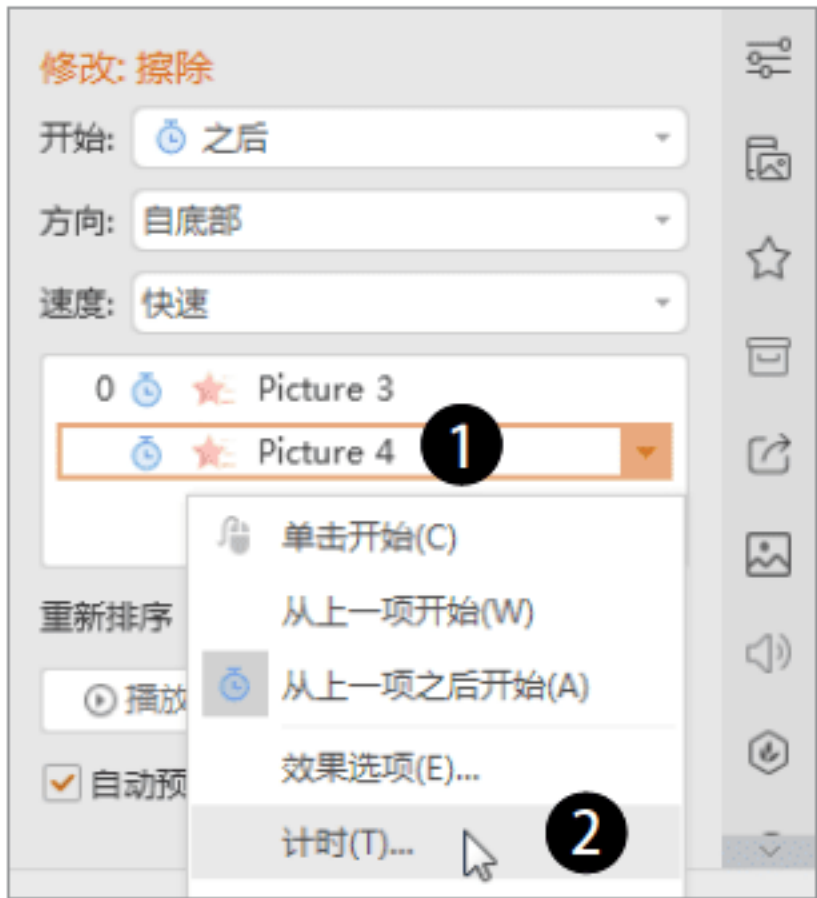 修改: 擦除
开始: 之后
方向: 自底部
速度: 快速
0 Picture 3
Picture 4 1
单击开始(C)
重新排序 从上一项开始(W)
播放 从上一项之后开始(A)
自动预 效果选项(E)...
计时(T)... 2